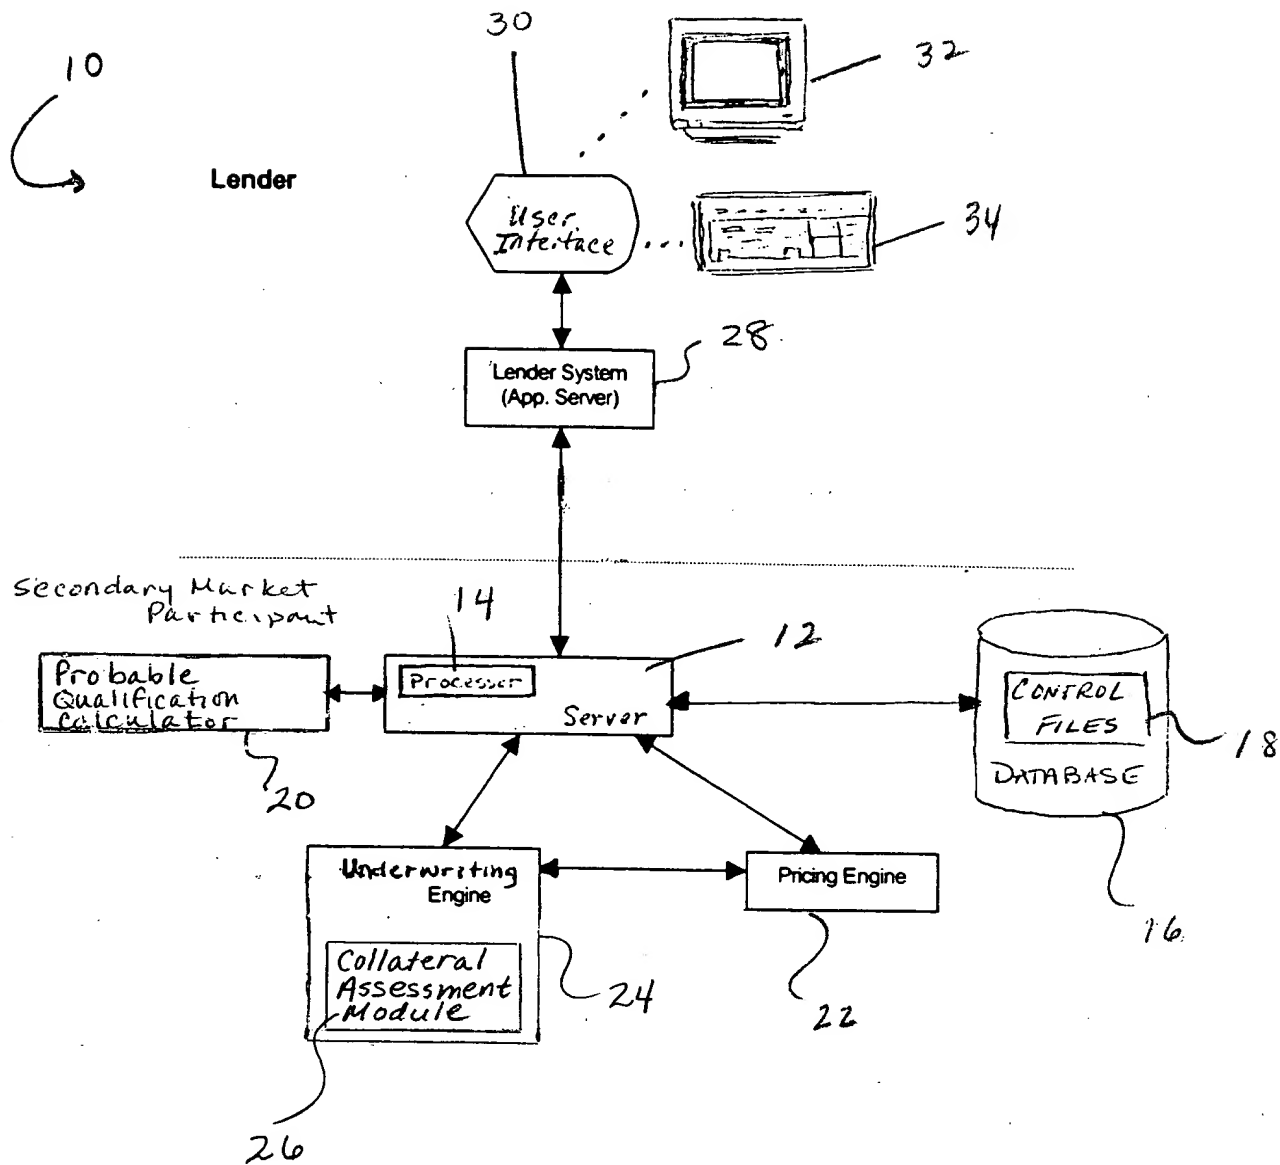 30
32
10
Lender
User
Interface
34
28
Lender System
(App. Server)
Secondary Market
Participant
14
12
Probable
Qualification
Calculator
Processor
Server
CONTROL
FILES
18
DATABASE
20
Underwriting
Engine
Pricing Engine
16
Collateral
Assessment
Module
24
22
26